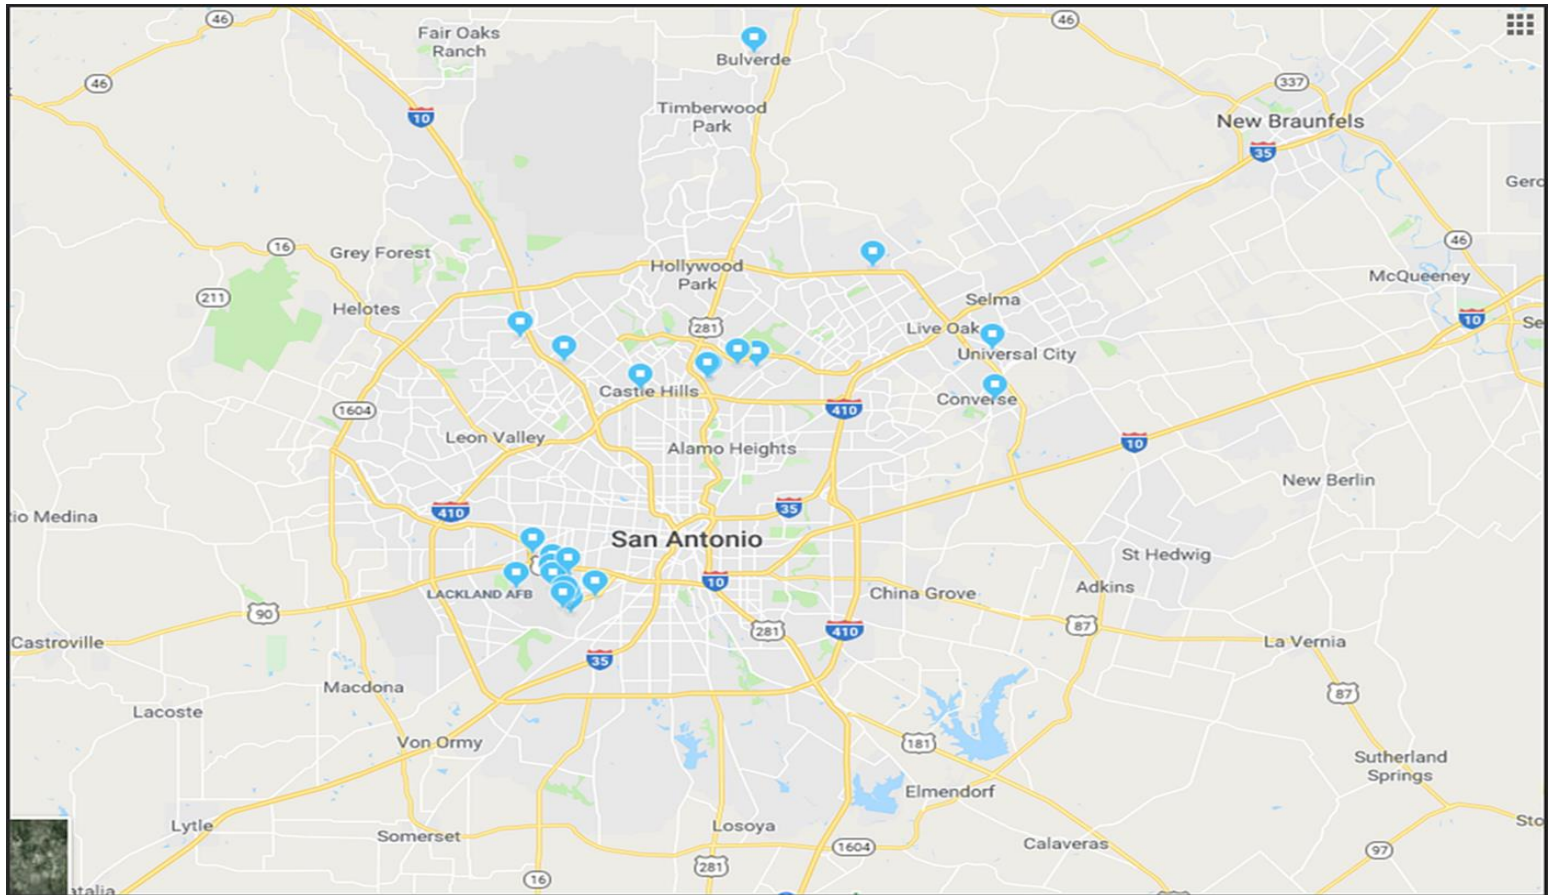 46
Fair Oaks
Ranch
Bulverde
46
46
337
10
Timberwood
Park
New Braunfels
35
16
Grey Forest
Hollywood
Park
46
McQueeney
211
Helotes
Selma
10
281
Live Oak
Universal City
Castle Hills
Converse
1604
410
Leon Valley
Alamo Heights
10
New Berlin
410
35
San Antonio
St Hedwig
10
Adkins
LACKLAND AFB
China Grove
90
281
410
87
Castroville
La Vernia
35
Macdona
87
Lacoste
Von Ormy
181
Sutherland
Springs
Elmendorf
Lytle
Somerset
Losoya
1604
Calaveras
97
281
16